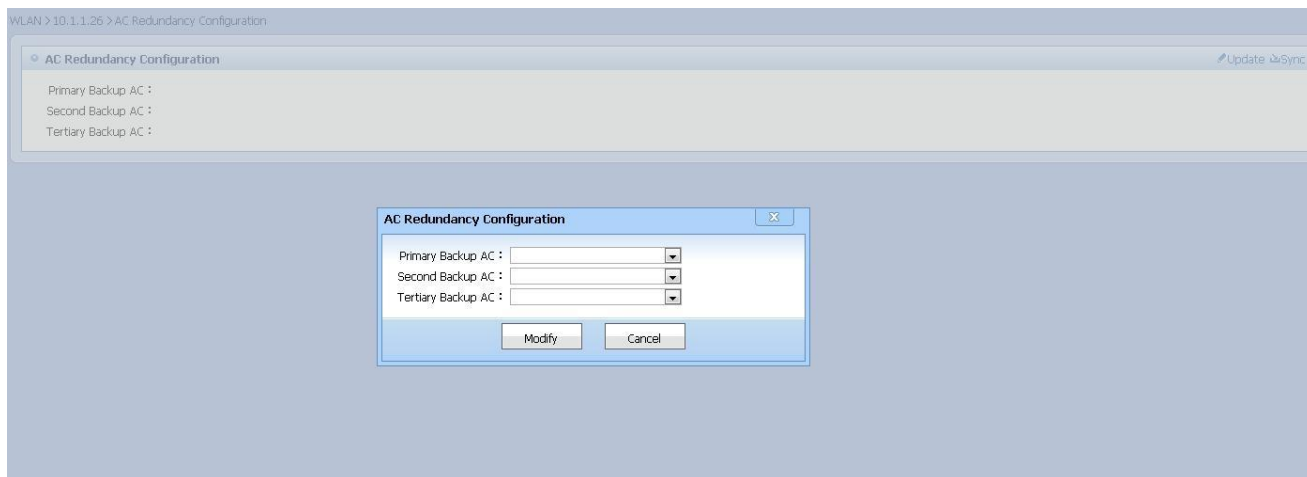 WLAN > 10.1.1.26 > AC Redundancy Configuration
AC Redundancy Configuration
Update Sync
Primary Backup AC :
Second Backup AC :
Tertiary Backup AC :
AC Redundancy Configuration
Primary Backup AC :
Second Backup AC :
Tertiary Backup AC :
Modify Cancel